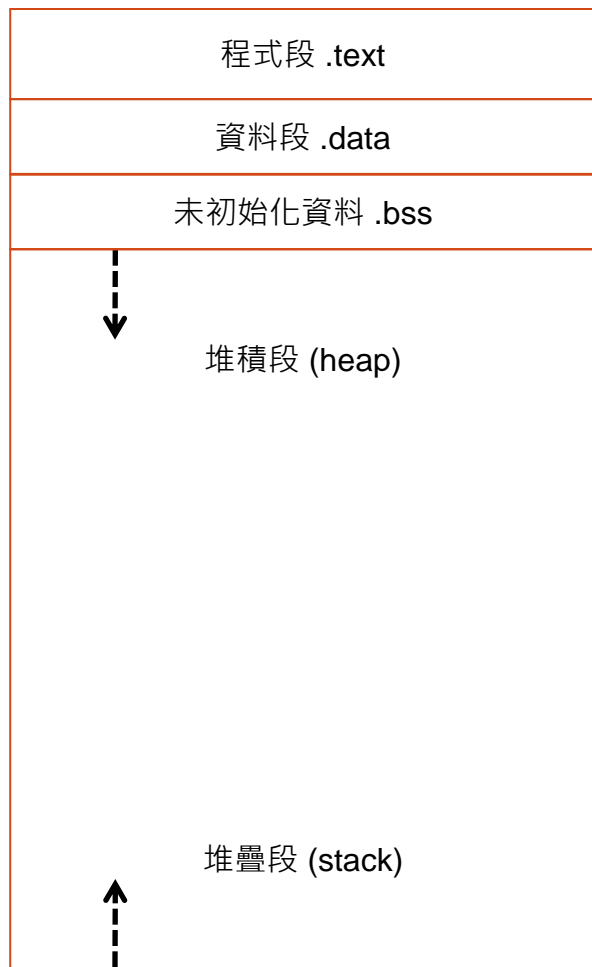 程式段 .text
資料段 .data
未初始化資料 .bss
堆積段 (heap)
堆疊段 (stack)